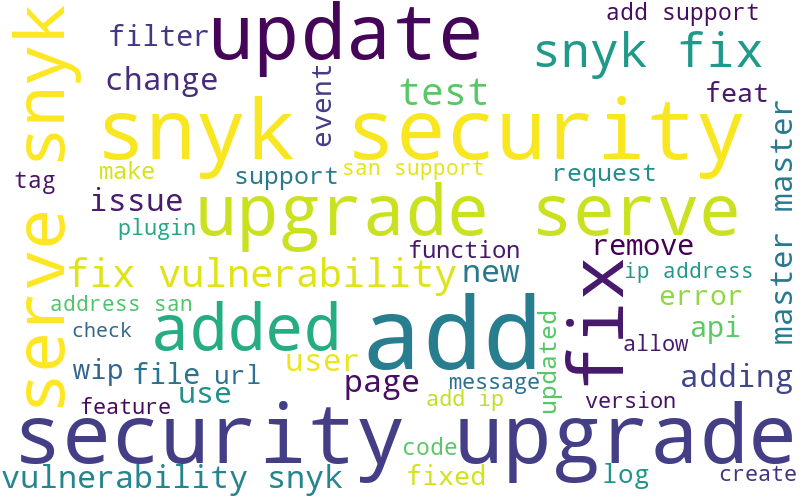 add support
filter
update
snyk fix
serve snyk
change
event
test
feat
snyk security
master master
tag
make
support
san support
request
issue
upgrade serve
plugin
function
remove
fix vulnerability
new
fix
ip address
address san
error
added
add
check
updated
api
user
allow
wip
file
url
page
message
adding
use
add ip
version
feature
security upgrade
code
vulnerability snyk
fixed
log
create